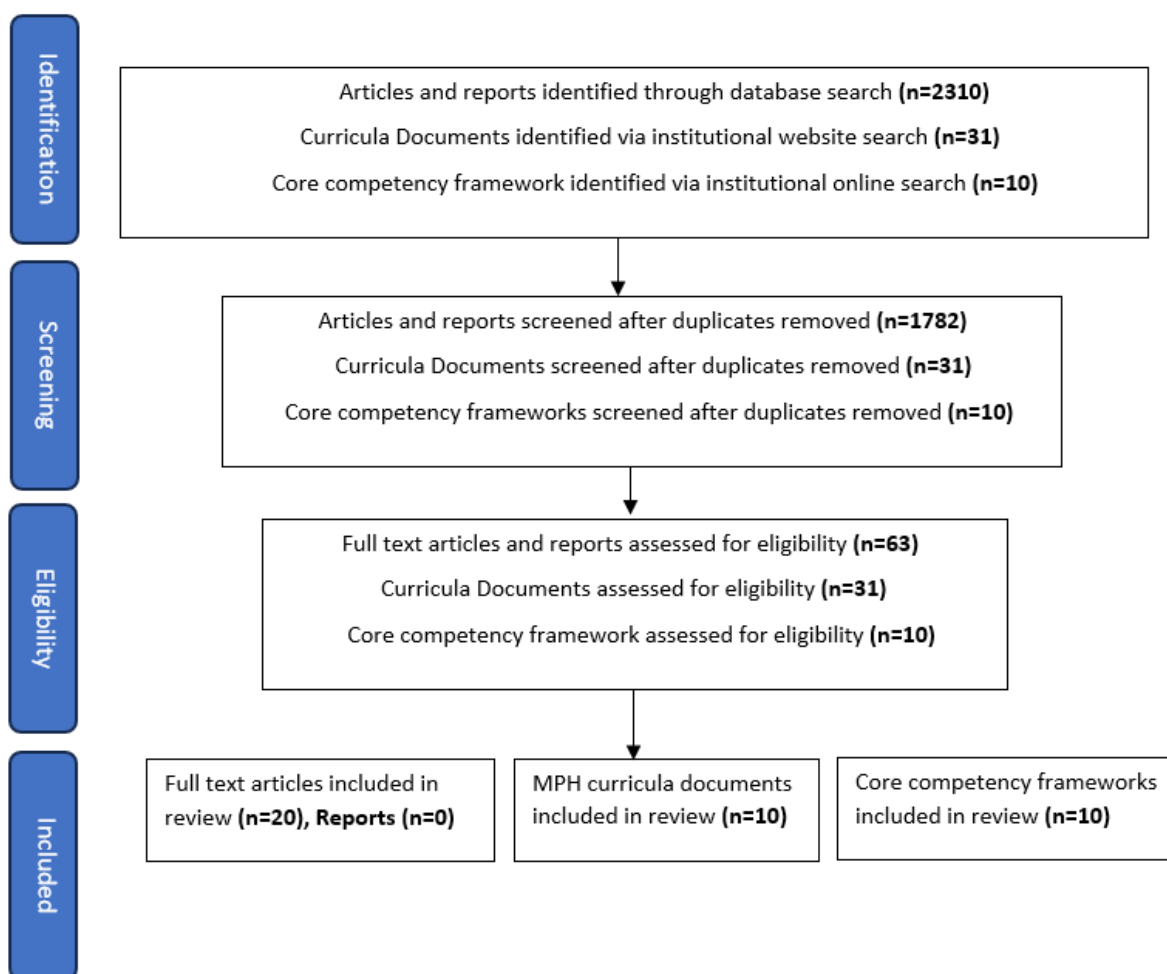 Identification
Articles and reports identified through database search (n=2310)
Curricula Documents identified via institutional website search (n=31)
Core competency framework identified via institutional online search (n=10)
Screening
Articles and reports screened after duplicates removed (n=1782)
Curricula Documents screened after duplicates removed (n=31)
Core competency frameworks screened after duplicates removed (n=10)
Eligibility
Full text articles and reports assessed for eligibility (n=63)
Curricula Documents assessed for eligibility (n=31)
Core competency framework assessed for eligibility (n=10)
Included
Full text articles included in
review (n=20), Reports (n=0)
MPH curricula documents
included in review (n=10)
Core competency frameworks
included in review (n=10)